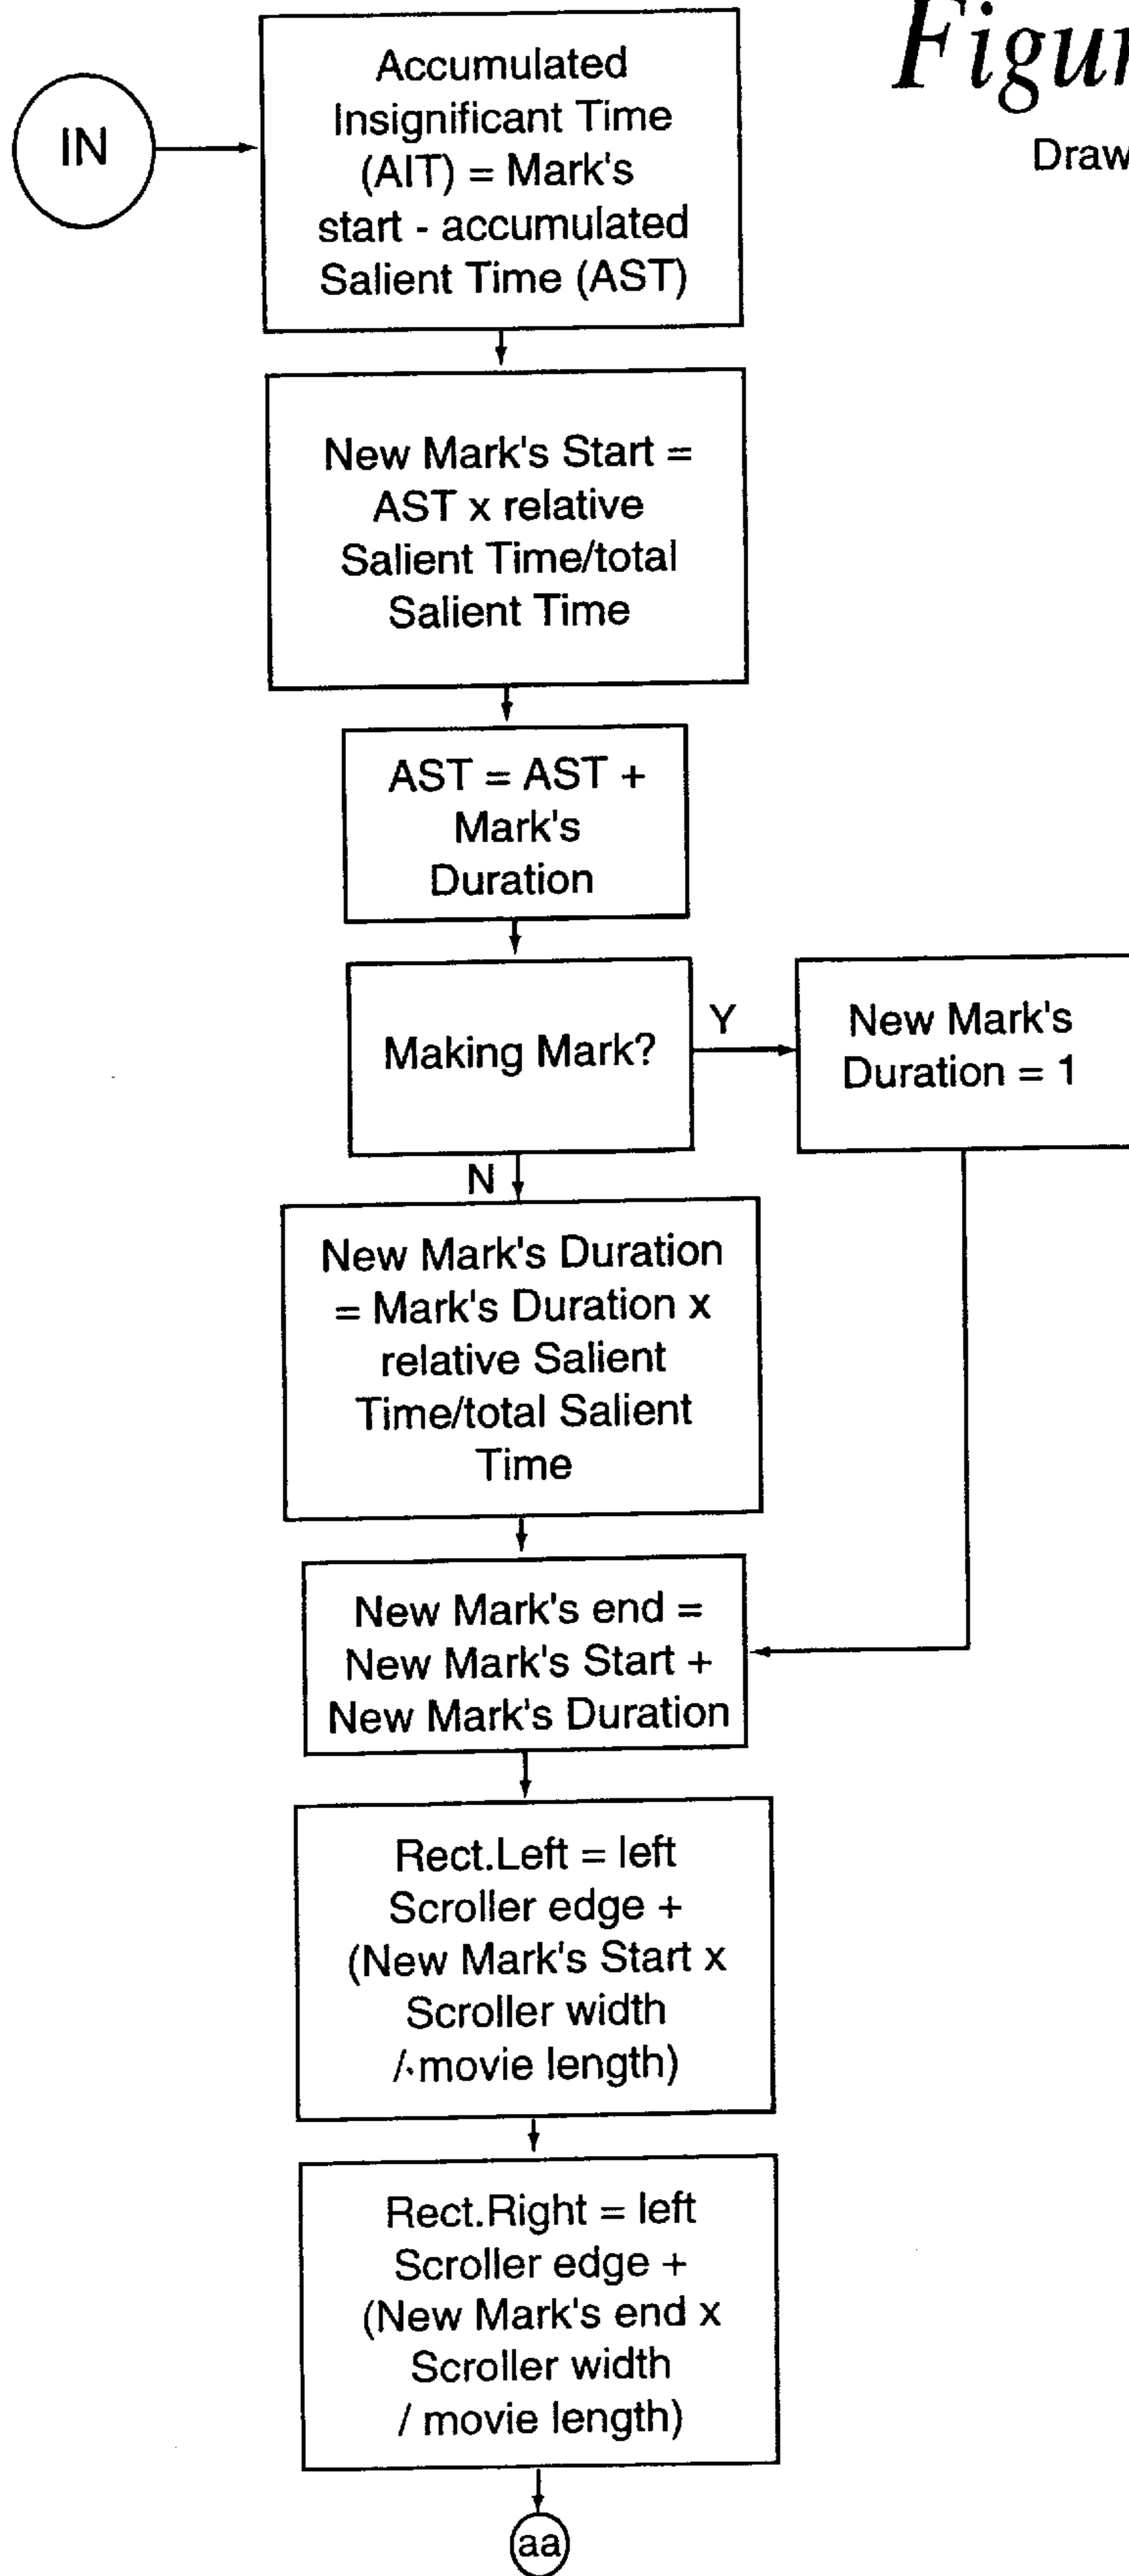 Figur
Draw
IN
Accumulated
Insignificant Time
(AIT) = Mark's
start - accumulated
Salient Time (AST)
New Mark's Start =
AST x relative
Salient Time/total
Salient Time
AST = AST +
Mark's
Duration
Making Mark?
Y
New Mark's
Duration = 1
N
New Mark's Duration
= Mark's Duration x
relative Salient
Time/total Salient
Time
New Mark's end =
New Mark's Start +
New Mark's Duration
Rect.Left = left
Scroller edge +
(New Mark's Start x
Scroller width
/ movie length)
Rect.Right = left
Scroller edge +
(New Mark's end x
Scroller width
/ movie length)
aa